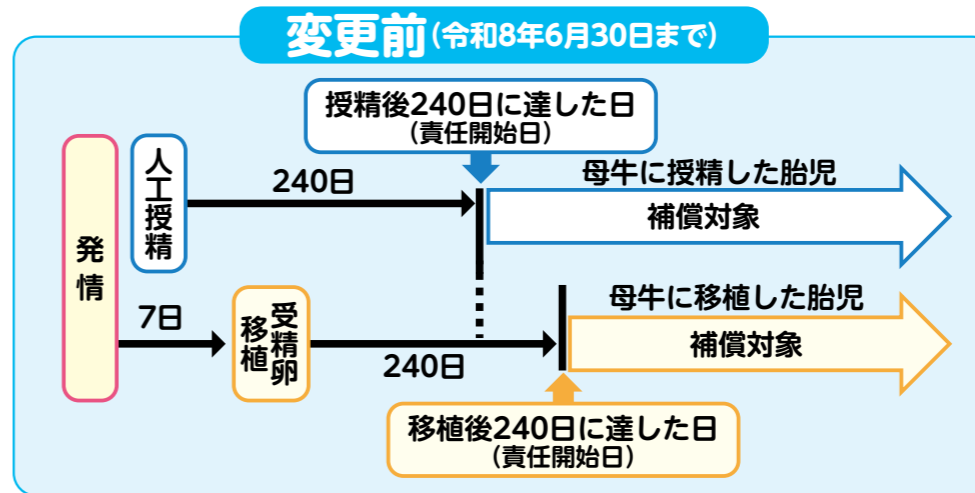 変更前(令和8年6月30日まで)
授精後240日に達した日
(責任開始日)
発情
人工授精
240日
母牛に授精した胎児
補償対象
7日
受精卵
移植
240日
母牛に移植した胎児
補償対象
移植後240日に達した日
(責任開始日)